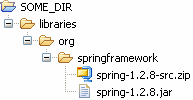 SOME_DIR
libraries
org
springframework
spring-1.2.8-src.zip
spring-1.2.8.jar